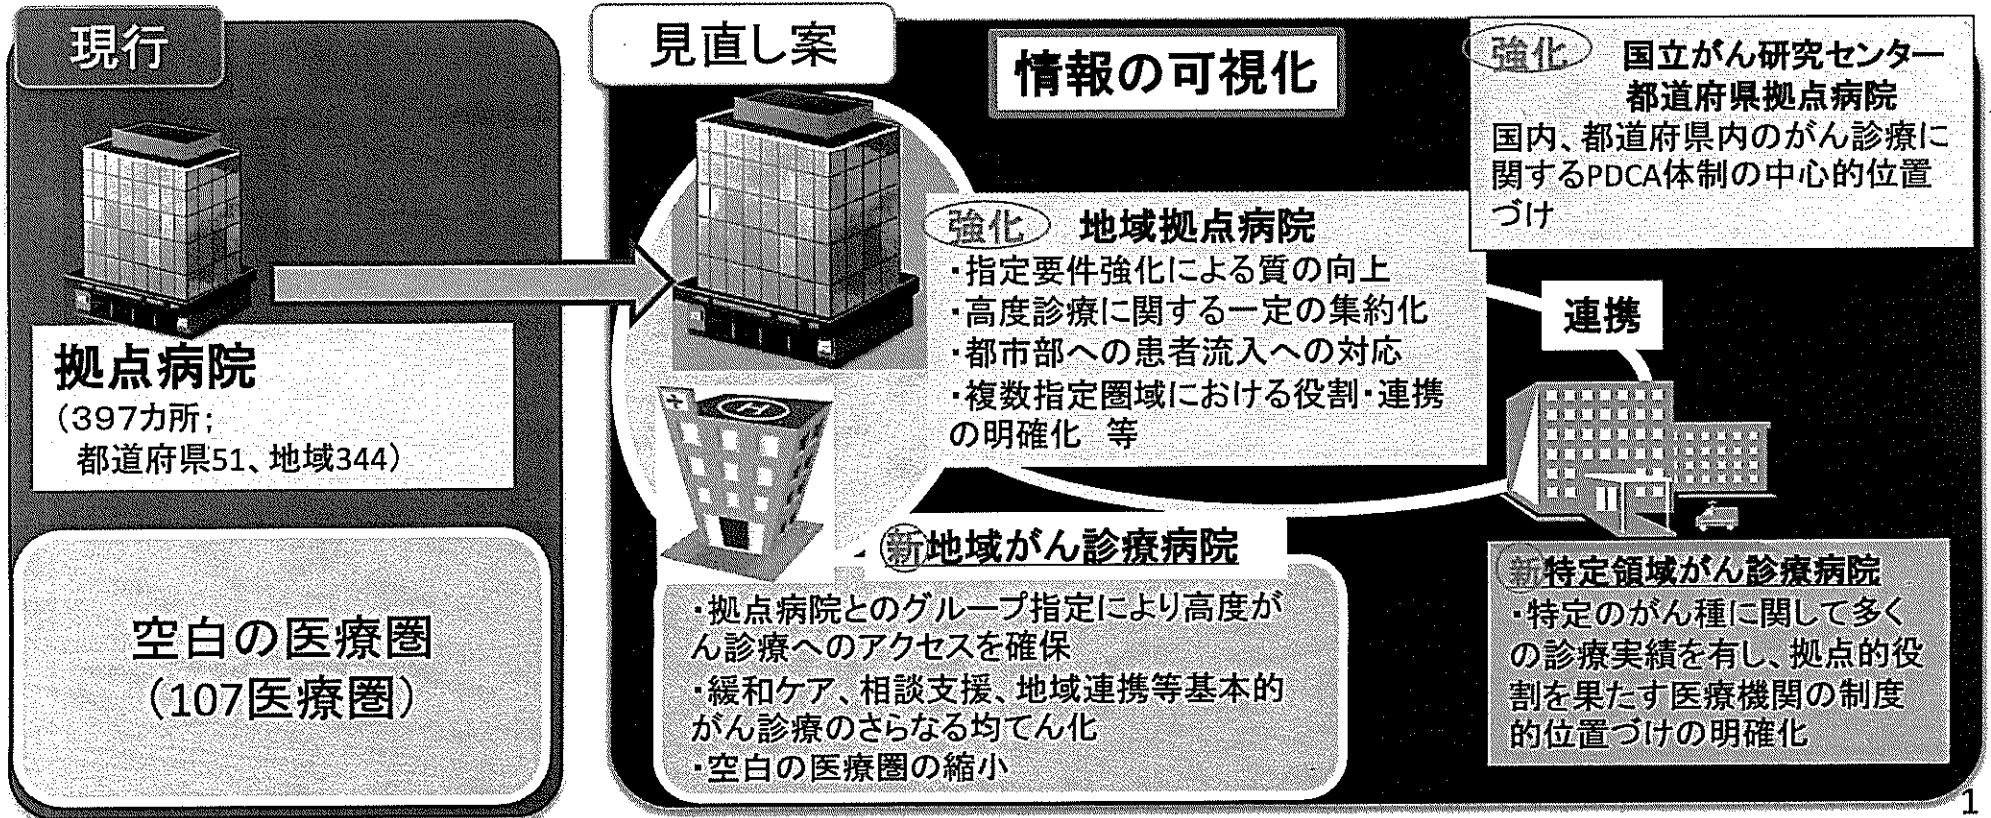 現行
拠点病院
(397カ所;
都道府県51、地域344)
空白の医療圏
(107医療圏)
見直し案
情報の可視化
強化 国立がん研究センター
都道府県拠点病院
国内、都道府県内のがん診療に
関するPDCA体制の中心的位置
づけ
強化 地域拠点病院
・指定要件強化による質の向上
・高度診療に関する一定の集約化
・都市部への患者流入への対応
・複数指定圏域における役割・連携
の明確化 等
連携
新地域がん診療病院
・拠点病院とのグループ指定により高度が
ん診療へのアクセスを確保
・緩和ケア、相談支援、地域連携等基本的
がん診療のさらなる均てん化
・空白の医療圏の縮小
新特定領域がん診療病院
・特定のがん種に関して多く
の診療実績を有し、拠点的役
割を果たす医療機関の制度
的位置づけの明確化
H
1